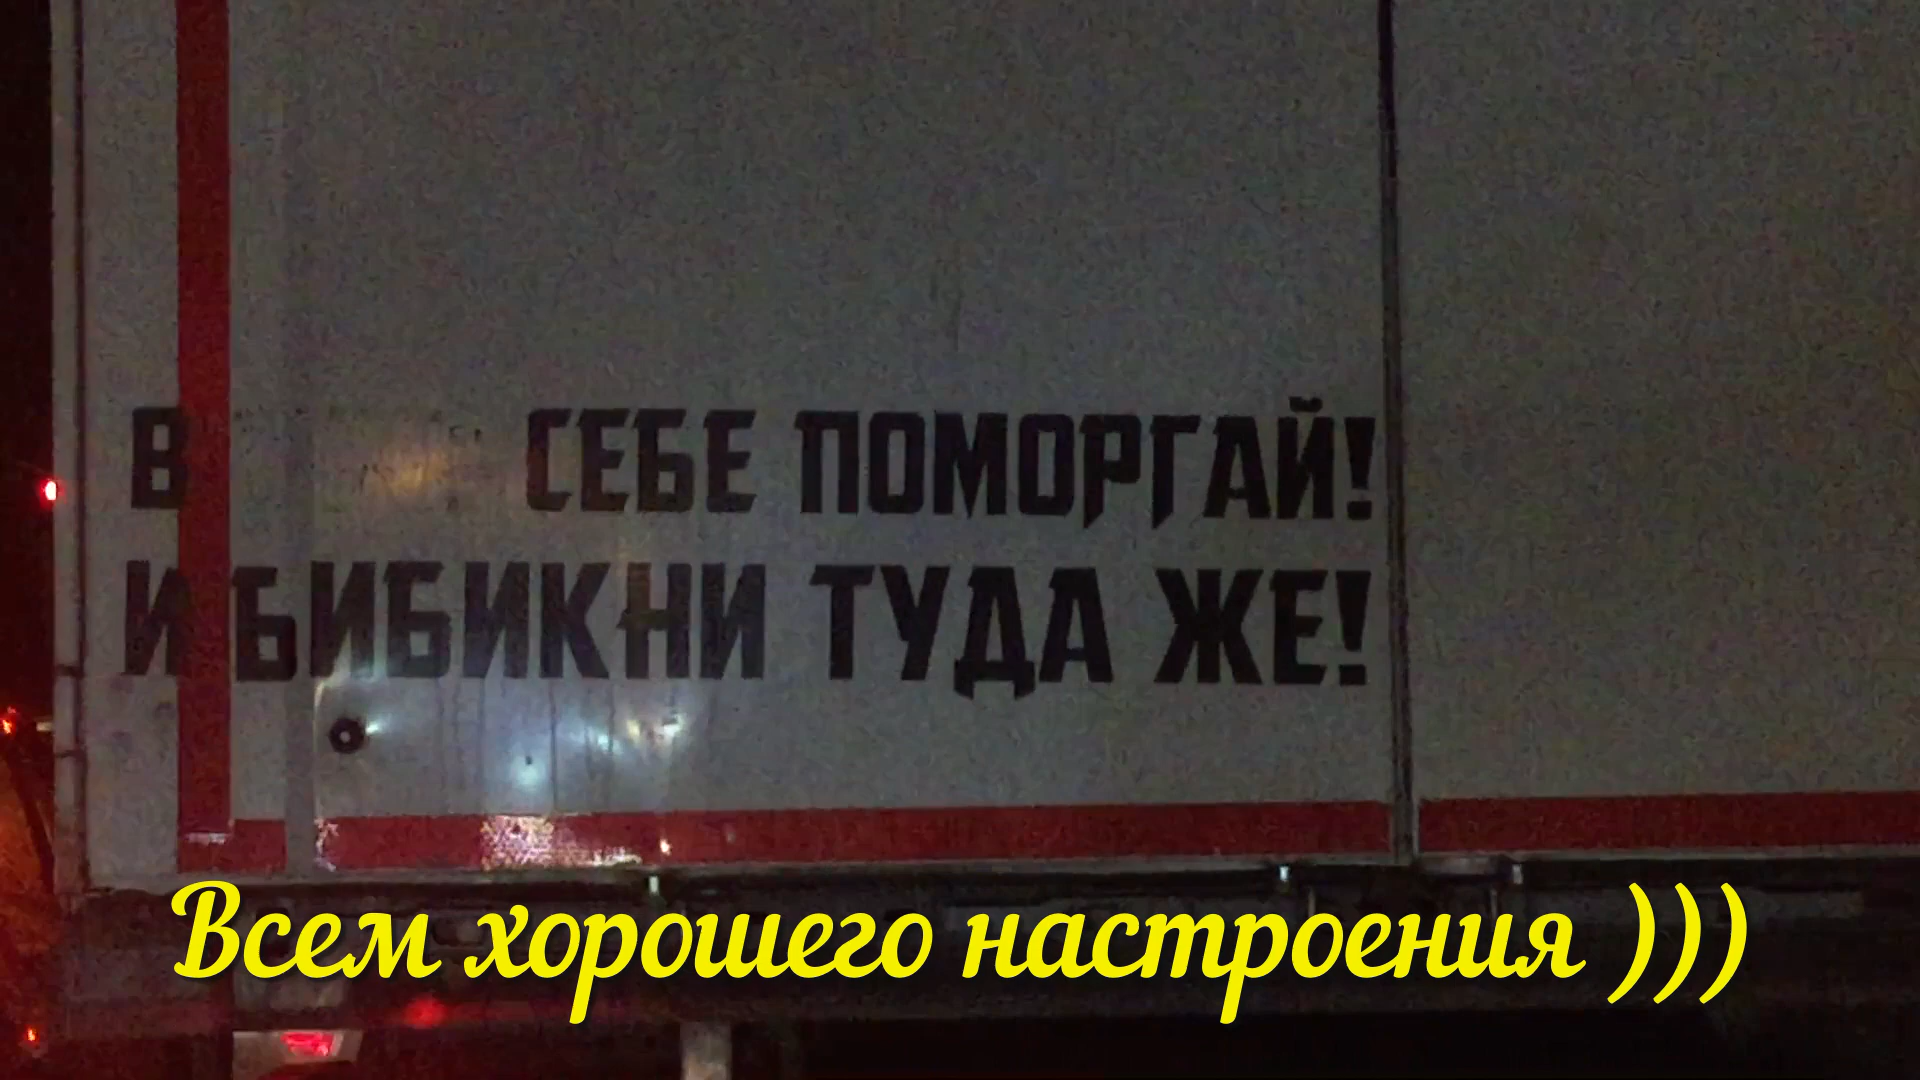 В СЕБЕ ПОМОРГАЙ!
И БИБИКНИ ТУДА ЖЕ!
Всем хорошего настроения )))